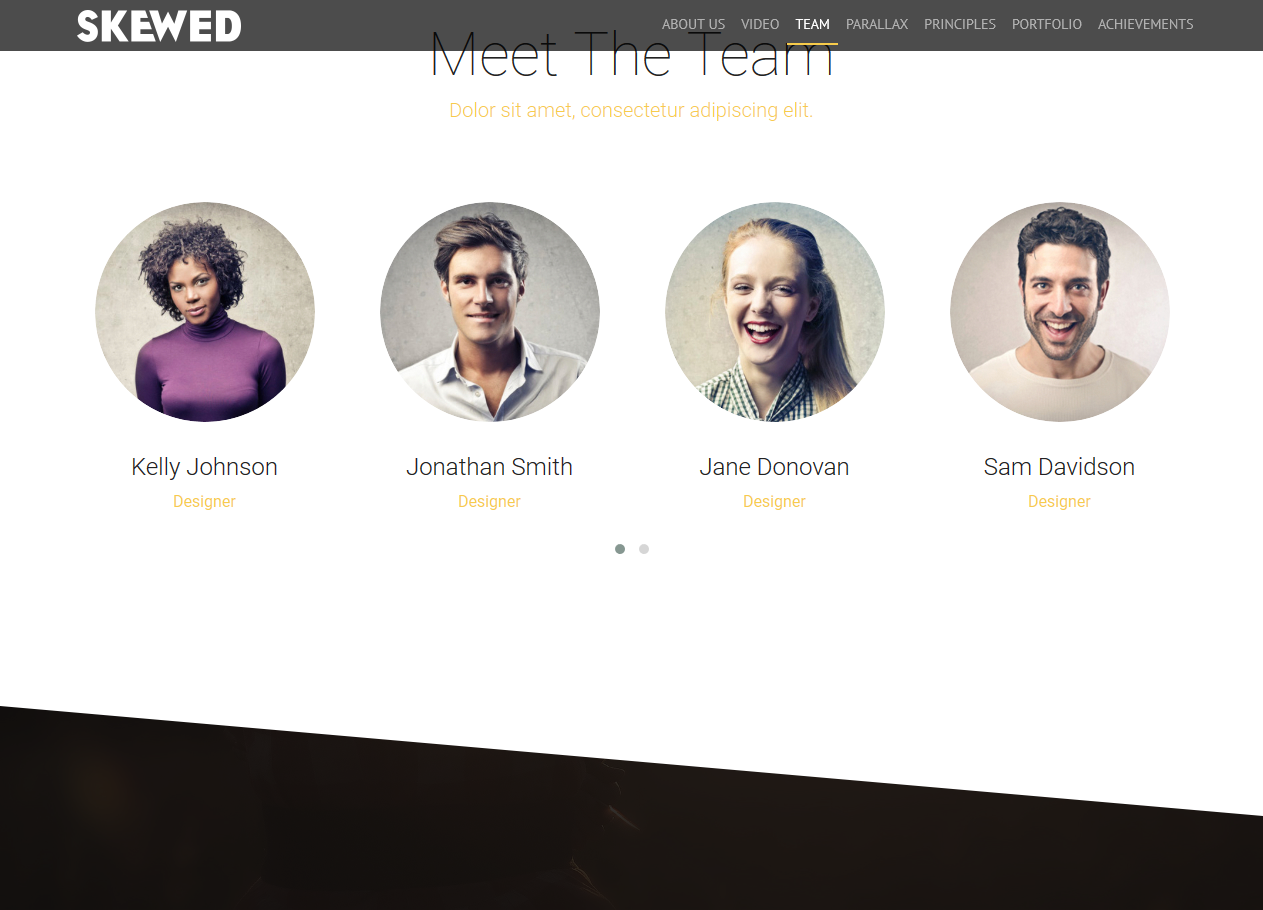 SKEWED
ABOUT US VIDEO TEAM PARALLAX PRINCIPLES PORTFOLIO ACHIEVEMENTS
Meet The Team
Dolor sit amet, consectetur adipiscing elit.
Kelly Johnson Jonathan Smith Jane Donovan Sam Davidson
Designer Designer Designer Designer